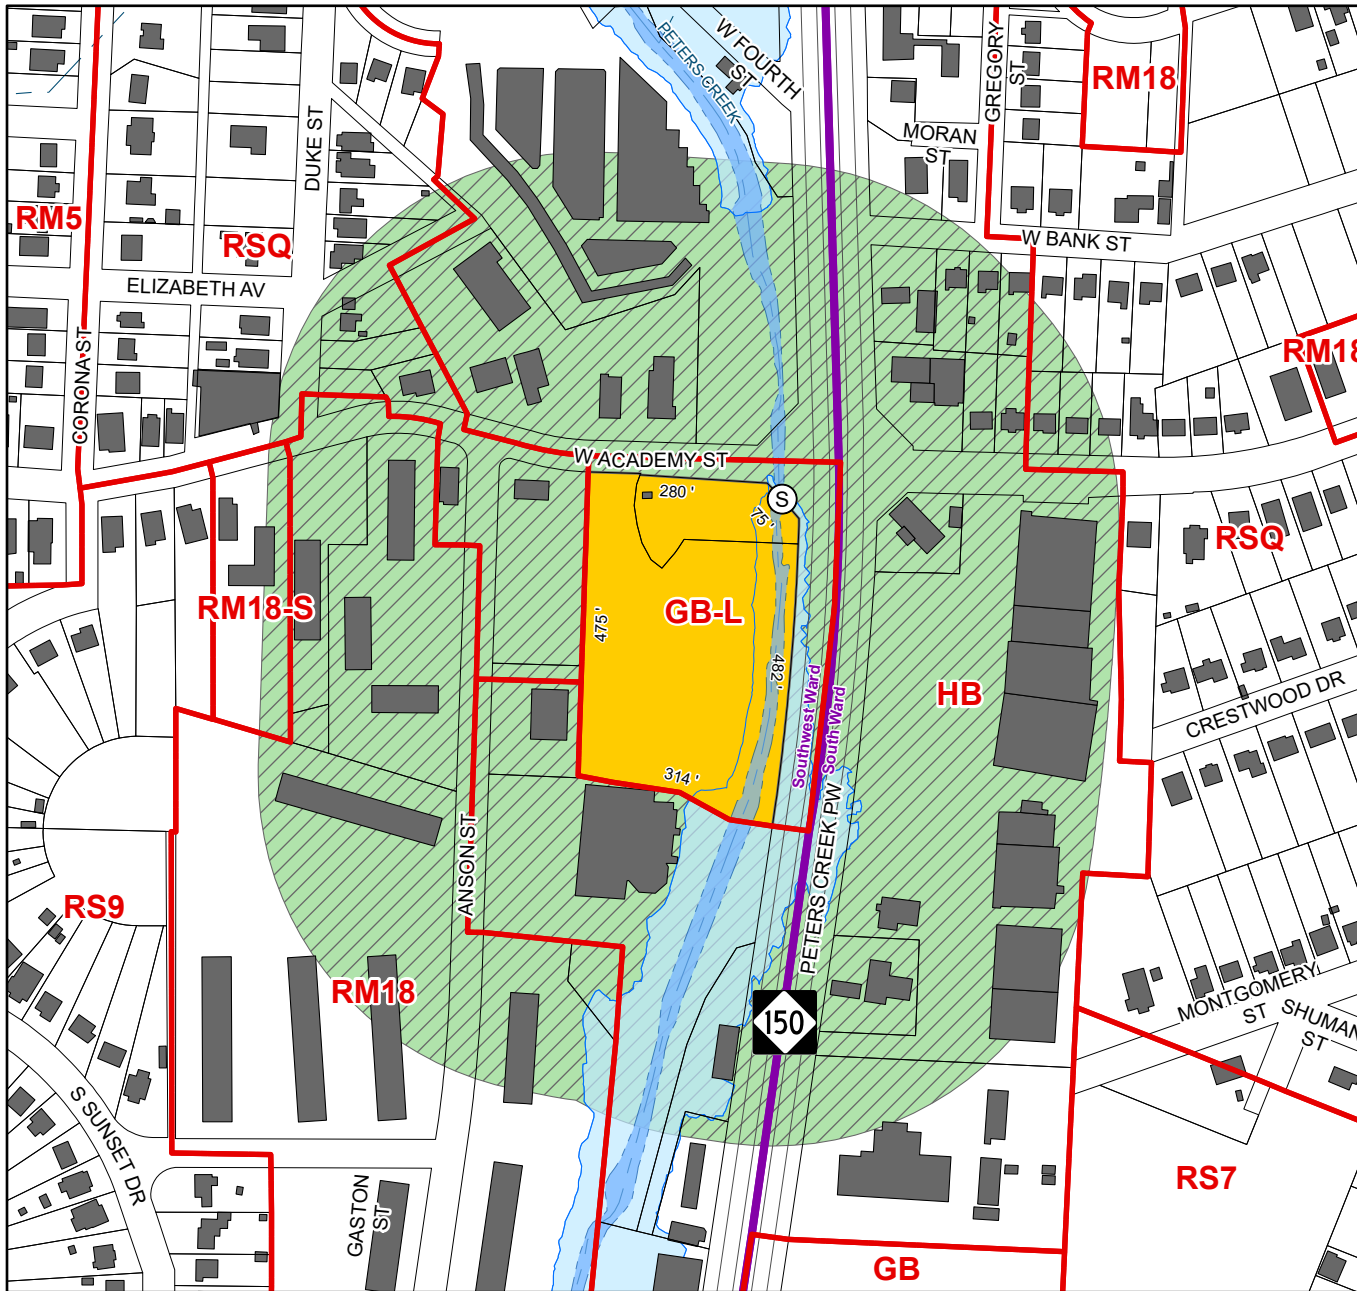 PETERS CREEK
W FOURTH
ST
GREGORY
ST
RM18
MORAN
ST
DUKE ST
RM5
RSQ
W BANK ST
ELIZABETH AV
CORONA ST
RM18
W ACADEMY ST
280 '
S
75 '
RSQ
RM18-S
GB-L
475 '
482 '
Southwest Ward
South Ward
HB
CRESTWOOD DR
314 '
PETERS CREEK PW
ANSON ST
RS9
RM18
150
MONTGOMERY
ST
SHUMAN
ST
S SUNSET DR
RS7
GASTON
ST
GB